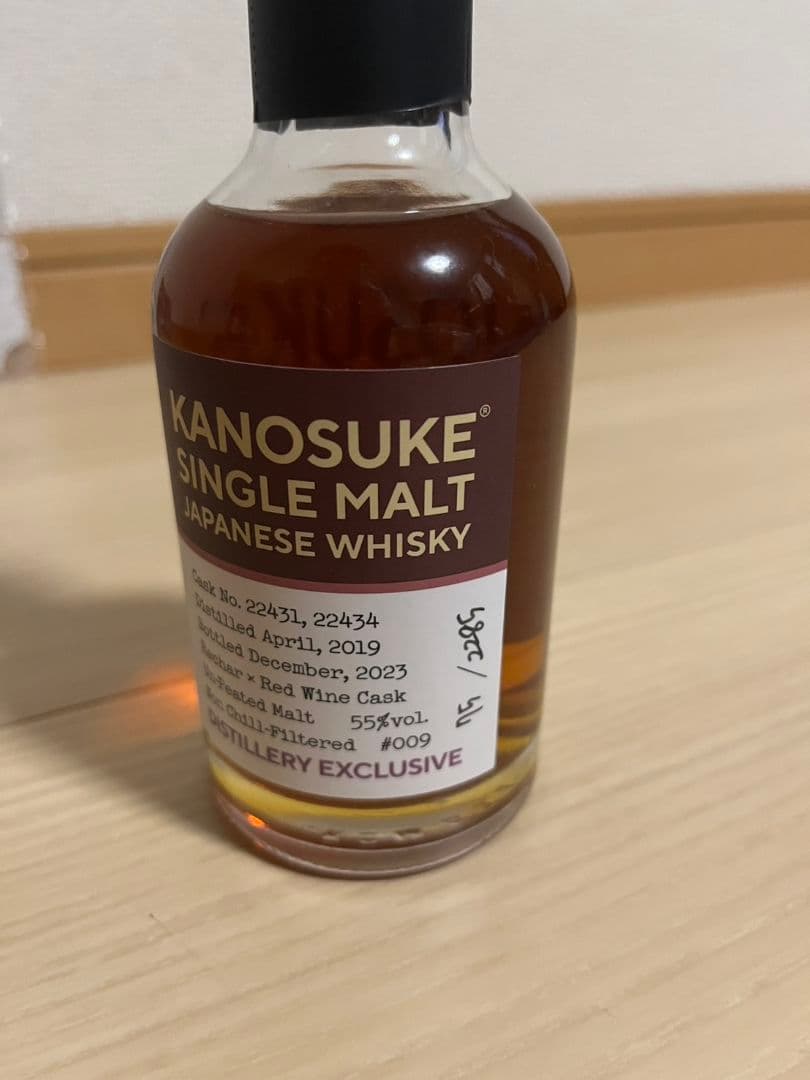 KANOSUKE®
SINGLE MALT
JAPANESE WHISKY
Cask No. 22431, 22434
Distilled April, 2019
Bottled December, 2023
Rechar × Red Wine Cask
Un-Peated Malt 55%vol.
Non Chill-Filtered #009
DISTILLERY EXCLUSIVE